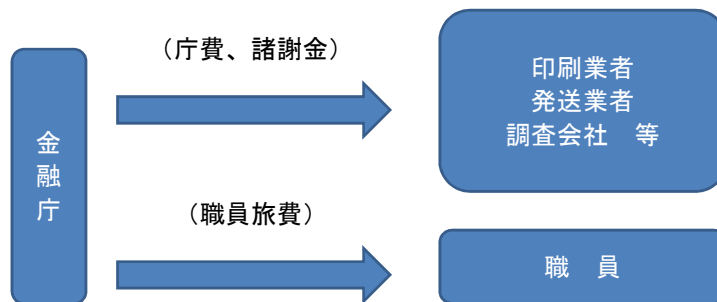 金融庁
（庁費、諸謝金）
印刷業者
発送業者
調査会社　等
（職員旅費）
職　員